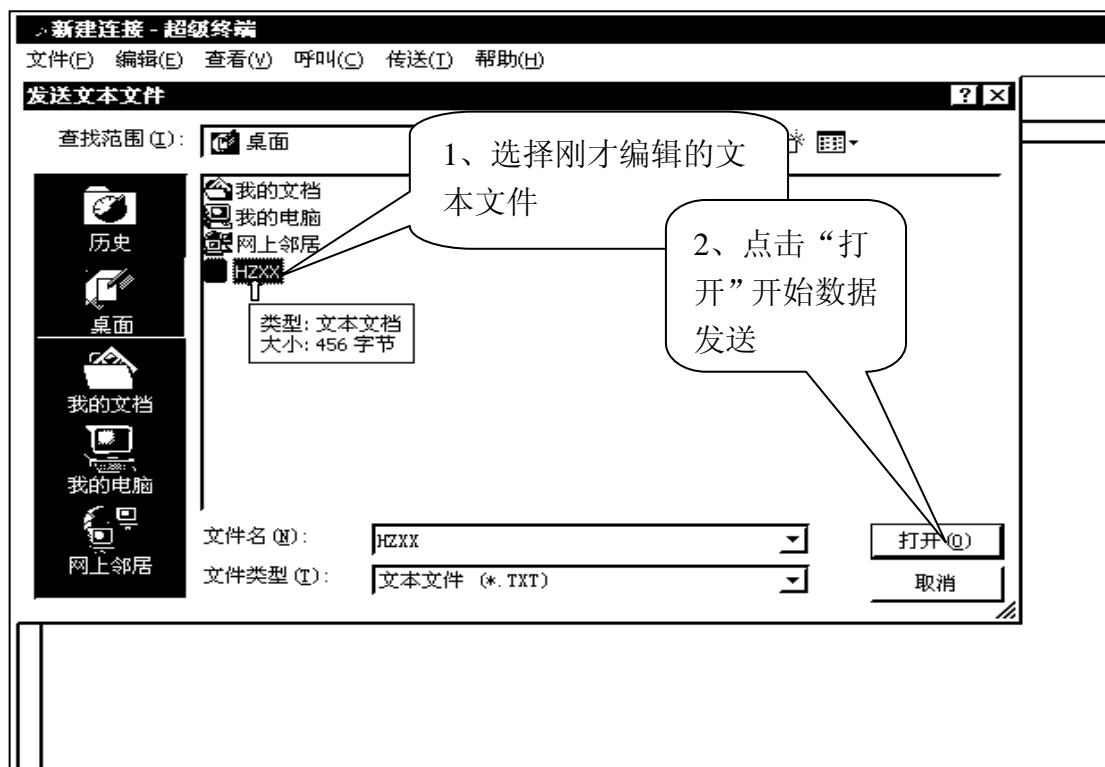 新建连接 - 超级终端
文件(F) 编辑(E) 查看(V) 呼叫(C) 传送(T) 帮助(H)
发送文本文件
查找范围(I): 桌面
1、选择刚才编辑的文
本文件
历史
桌面
我的文档
我的电脑
网上邻居
我的文档
我的电脑
网上邻居
HZXX
类型: 文本文档
大小: 456 字节
2、点击“打
开”开始数据
发送
文件名(N): HZXX
打开(O)
文件类型(T): 文本文件 (*.TXT)
取消